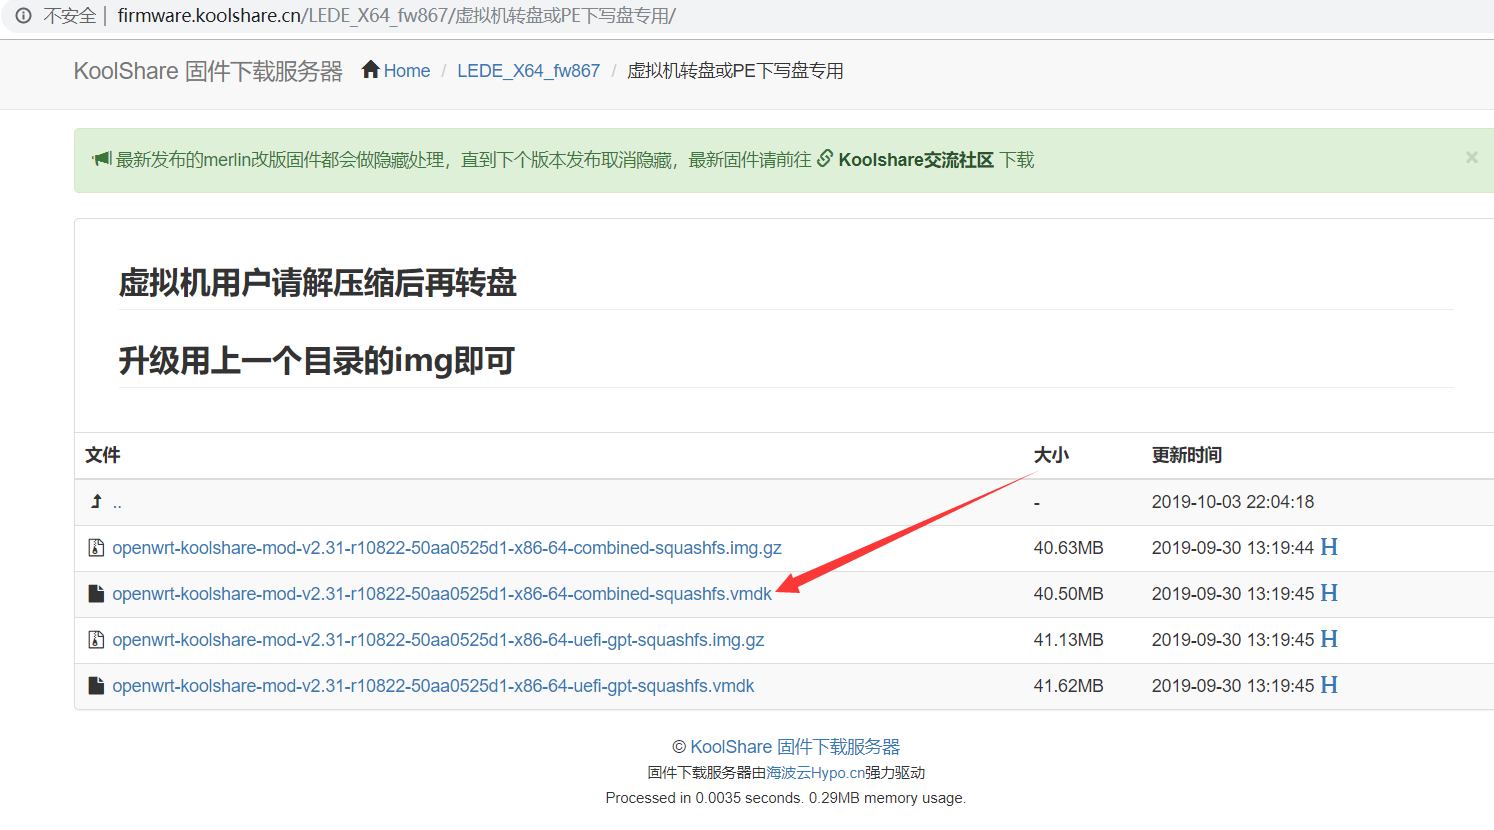 不安全 | firmware.koolshare.cn/LEDE_X64_fw867/虚拟机转盘或PE下写盘专用/
KoolShare 固件下载服务器 Home / LEDE_X64_fw867 / 虚拟机转盘或PE下写盘专用
最新发布的merlin改版固件都会做隐藏处理，直到下个版本发布取消隐藏，最新固件请前往 Koolshare交流社区 下载 ×
虚拟机用户请解压缩后再转盘
升级用上一个目录的img即可
文件 大小 更新时间
.. - 2019-10-03 22:04:18
openwrt-koolshare-mod-v2.31-r10822-50aa0525d1-x86-64-combined-squashfs.img.gz 40.63MB 2019-09-30 13:19:44 H
openwrt-koolshare-mod-v2.31-r10822-50aa0525d1-x86-64-combined-squashfs.vmdk 40.50MB 2019-09-30 13:19:45 H
openwrt-koolshare-mod-v2.31-r10822-50aa0525d1-x86-64-uefi-gpt-squashfs.img.gz 41.13MB 2019-09-30 13:19:45 H
openwrt-koolshare-mod-v2.31-r10822-50aa0525d1-x86-64-uefi-gpt-squashfs.vmdk 41.62MB 2019-09-30 13:19:45 H
© KoolShare 固件下载服务器
固件下载服务器由海波云Hypo.cn强力驱动
Processed in 0.0035 seconds. 0.29MB memory usage.